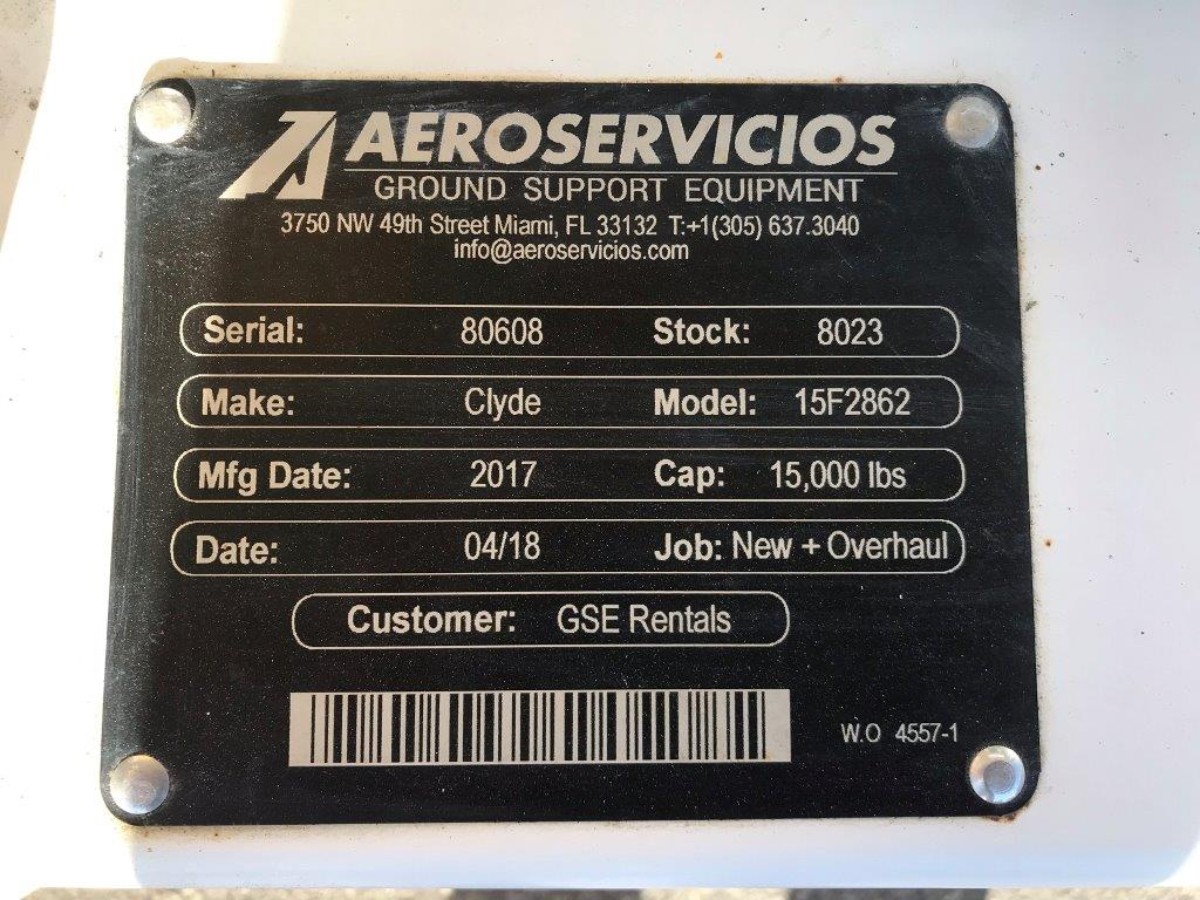 AEROSERVICIOS
GROUND SUPPORT EQUIPMENT
3750 NW 49th Street Miami, FL 33132 T:+1(305) 637.3040
info@aeroservicios.com
Serial: 80608 Stock: 8023
Make: Clyde Model: 15F2862
Mfg Date: 2017 Cap: 15,000 lbs
Date: 04/18 Job: New + Overhaul
Customer: GSE Rentals
W.O 4557-1